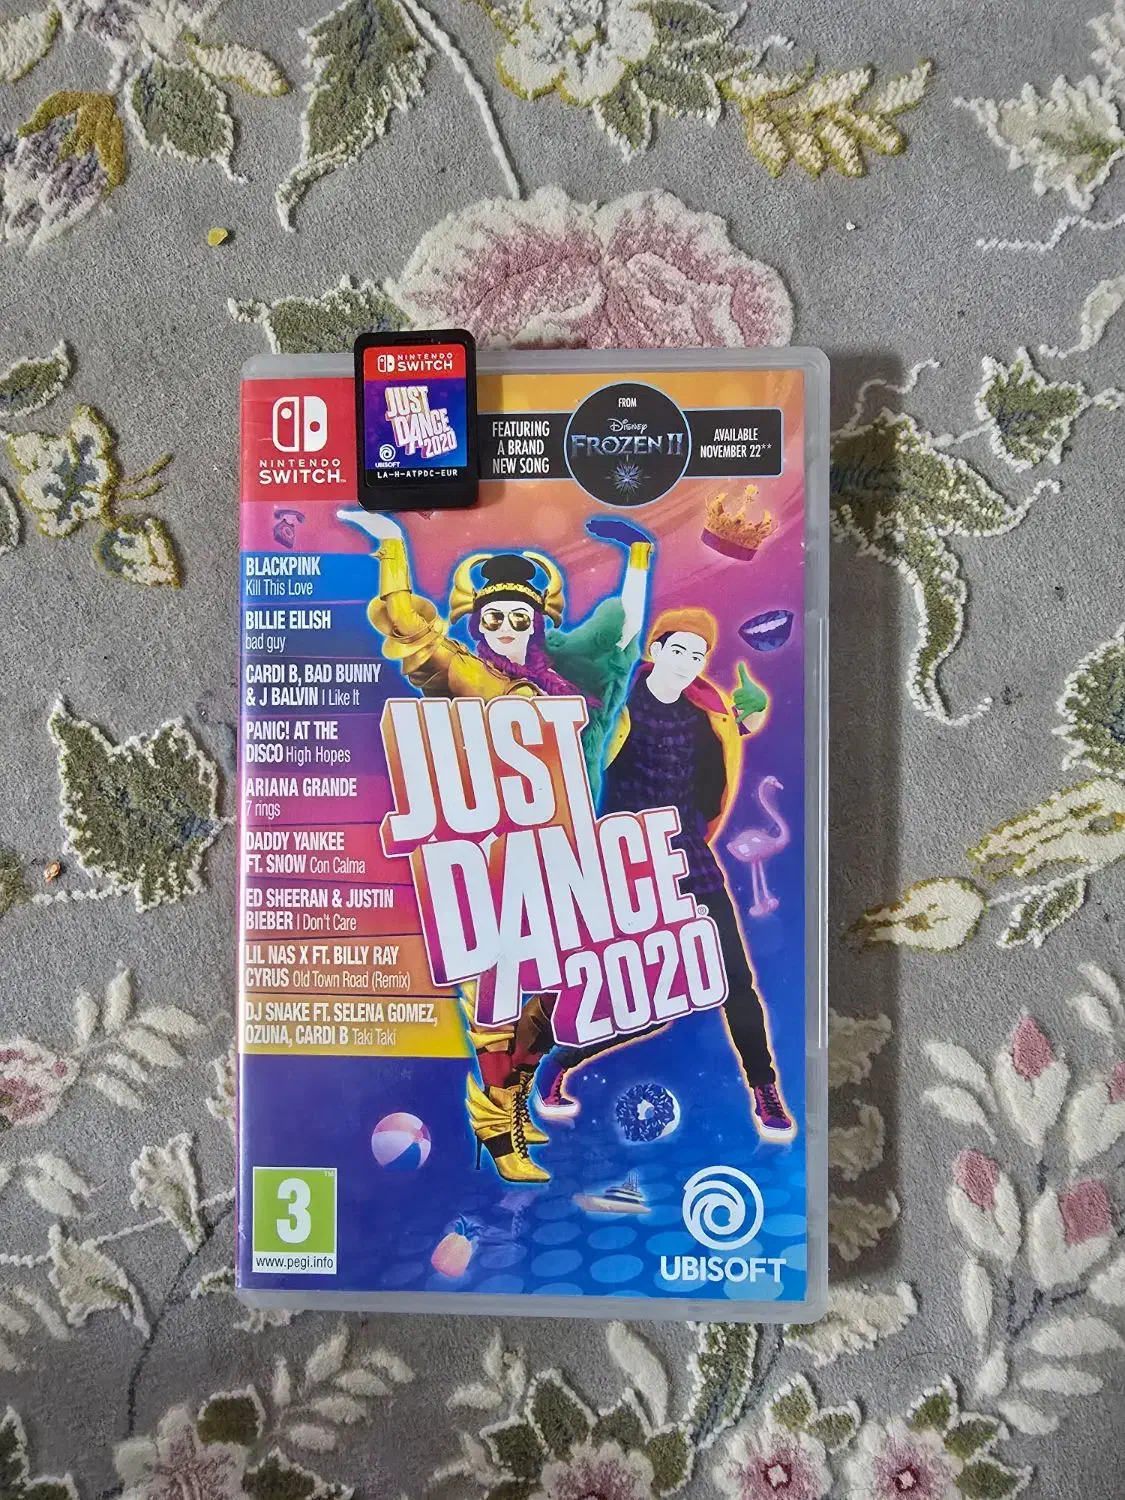 NINTENDO
SWITCH
JUST
DANCE
2020
UBISOFT
LA-H-ATPDC-EUR
NINTENDO
SWITCH™
FEATURING
A BRAND
NEW SONG
FROM
Disney
FROZEN II
AVAILABLE
NOVEMBER 22**
BLACKPINK
Kill This Love
BILLIE EILISH
bad guy
CARDI B, BAD BUNNY
& J BALVIN I Like It
PANIC! AT THE
DISCO High Hopes
ARIANA GRANDE
7 rings
DADDY YANKEE
FT. SNOW Con Calma
ED SHEERAN & JUSTIN
BIEBER I Don't Care
LIL NAS X FT. BILLY RAY
CYRUS Old Town Road (Remix)
DJ SNAKE FT. SELENA GOMEZ,
OZUNA, CARDI B Taki Taki
JUST
DANCE®
2020
3™
www.pegi.info
UBISOFT